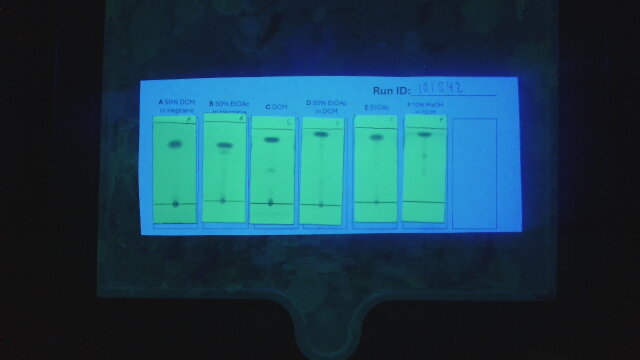 Run ID: 101542
A 50% DCM
in Heptane
B 50% EtOAc
in Heptane
C DCM
D 50% EtOAc
in DCM
E EtOAc
F 10% MeOH
in DCM
A